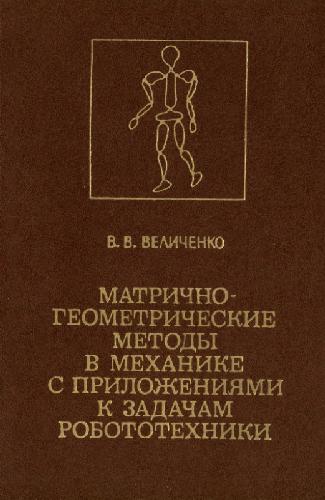 В. В. ВЕЛИЧЕНКО
МАТРИЧНО-
ГЕОМЕТРИЧЕСКИЕ
МЕТОДЫ
В МЕХАНИКЕ
С ПРИЛОЖЕНИЯМИ
К ЗАДАЧАМ
РОБОТОТЕХНИКИ